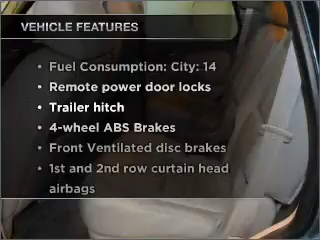 VEHICLE FEATURES
• Fuel Consumption: City: 14
• Remote power door locks
• Trailer hitch
• 4-wheel ABS Brakes
• Front Ventilated disc brakes
• 1st and 2nd row curtain head
airbags